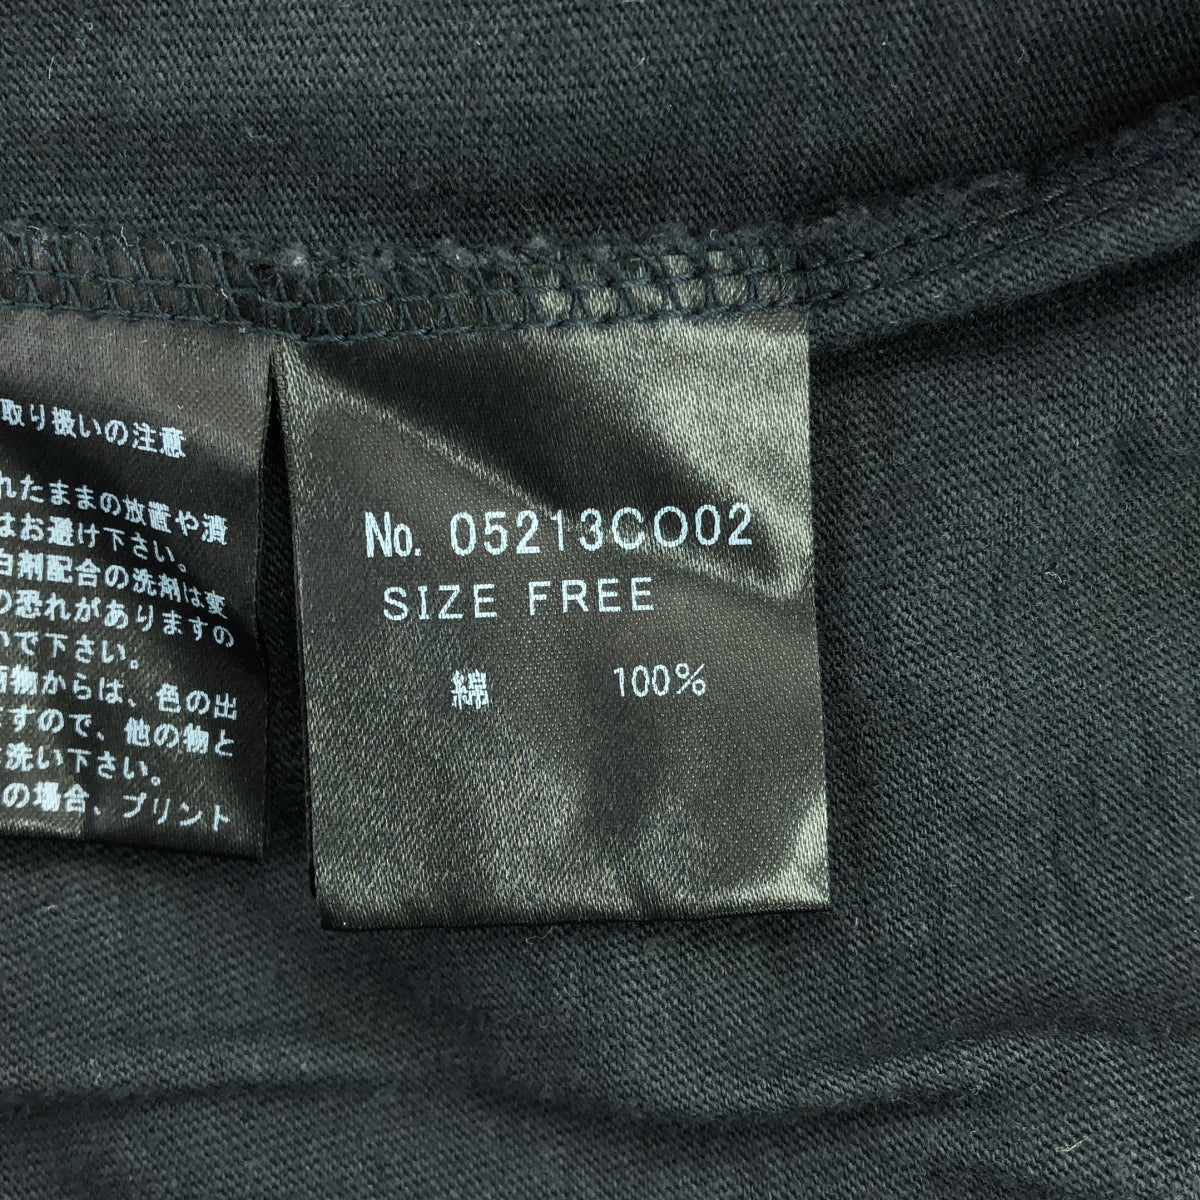 取り扱いの注意
れたままの放置や済
はお避け下さい。
白剤配合の洗剤は変
の恐れがありますの
いで下さい。
物からは、色の出
ますので、他の物と
洗い下さい。
の場合、プリント
No. 05213CO02
SIZE FREE
綿 100%